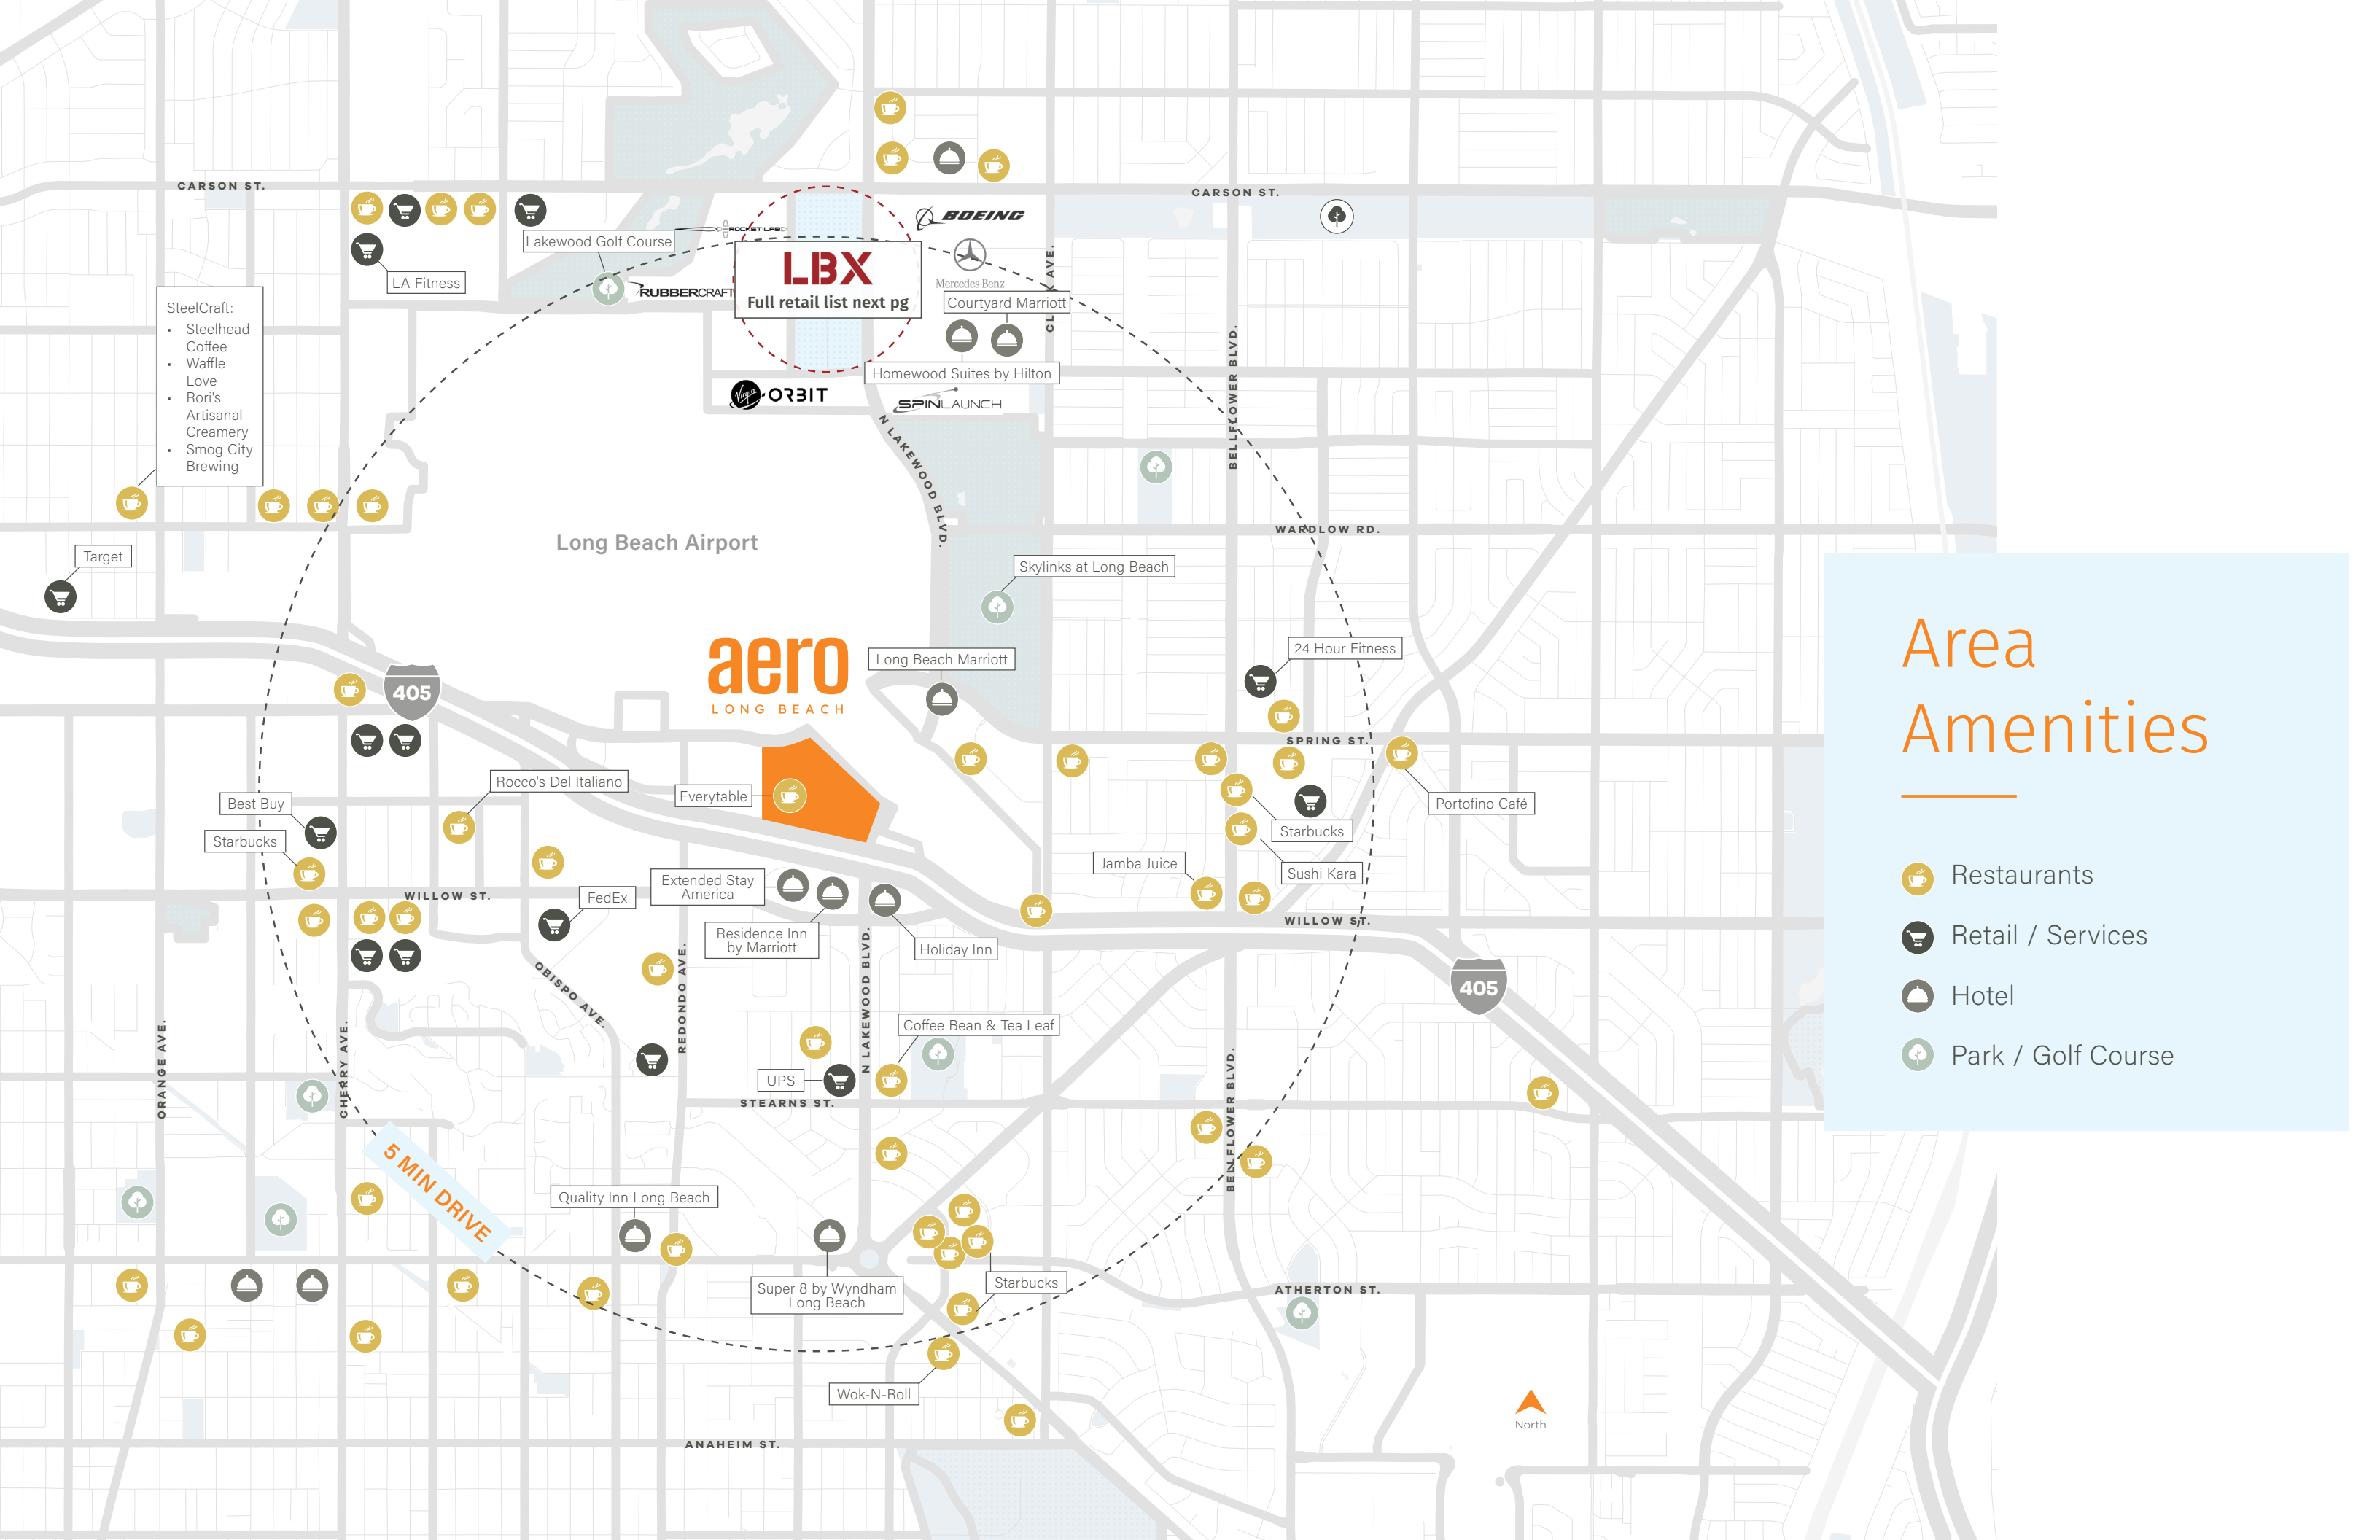 CARSON ST.
CARSON ST.
ROCKET LAB
BOEING
Lakewood Golf Course
LA Fitness
RUBBERCRAFT
LBX
Full retail list next pg
Mercedes-Benz
Courtyard Marriott
Homewood Suites by Hilton
AVE.
BELLFLOWER BLVD.
SteelCraft:
• Steelhead
Coffee
• Waffle
Love
• Rori's
Artisanal
Creamery
• Smog City
Brewing
Virgin ORBIT
SPINLAUNCH
N LAKEWOOD BLVD.
WARDLOW RD.
Long Beach Airport
Target
Skylinks at Long Beach
aero
LONG BEACH
Long Beach Marriott
24 Hour Fitness
405
SPRING ST.
Rocco's Del Italiano
Everytable
Best Buy
Starbucks
Portofino Café
Starbucks
Sushi Kara
Jamba Juice
WILLOW ST.
FedEx
Extended Stay
America
Residence Inn
by Marriott
Holiday Inn
WILLOW ST.
405
OBISPO AVE.
REDONDO AVE.
N LAKEWOOD BLVD.
Coffee Bean & Tea Leaf
UPS
STEARNS ST.
ORANGE AVE.
CHERRY AVE.
BELLFLOWER BLVD.
5 MIN DRIVE
Quality Inn Long Beach
Super 8 by Wyndham
Long Beach
Starbucks
ATHERTON ST.
Wok-N-Roll
ANAHEIM ST.
North
Area
Amenities
Restaurants
Retail / Services
Hotel
Park / Golf Course